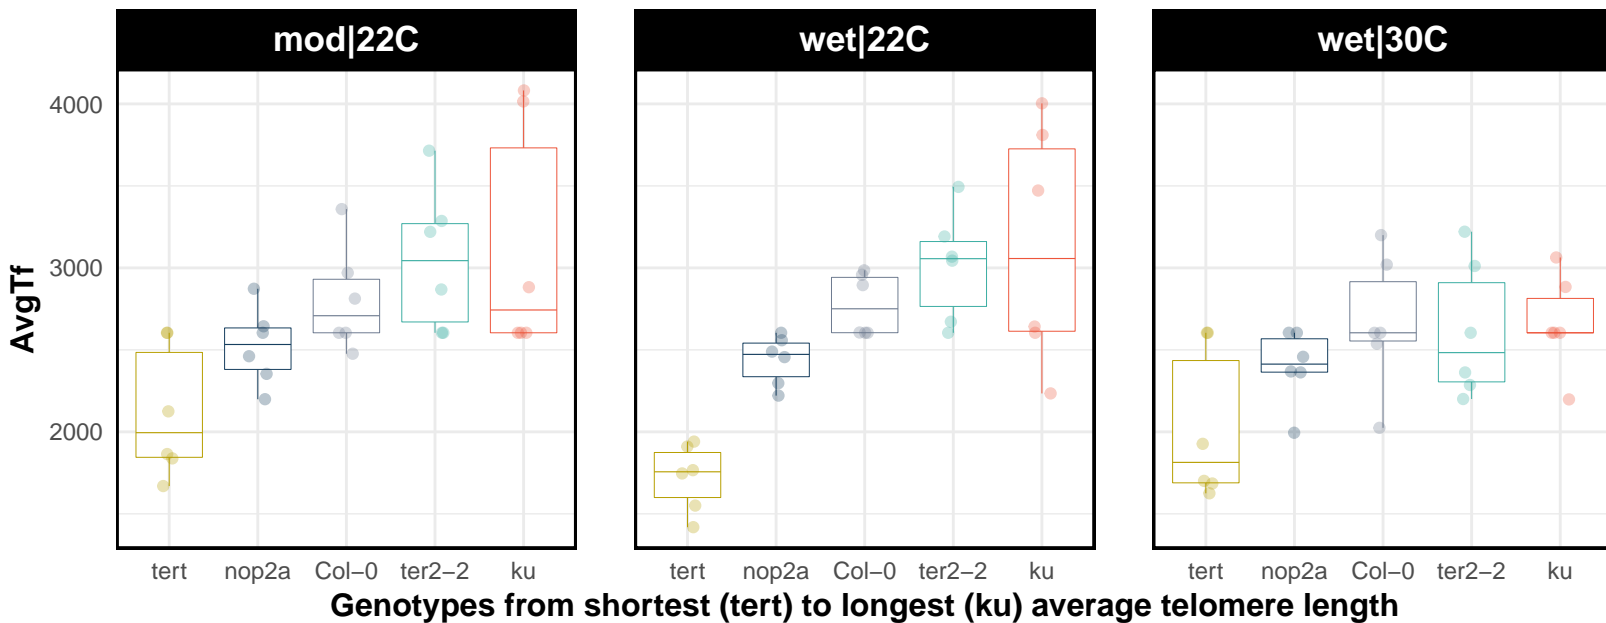 mod|22C wet|22C wet|30C
4000
3000
2000
AvgTf
tert nop2a Col−0 ter2−2 ku tert nop2a Col−0 ter2−2 ku tert nop2a Col−0 ter2−2 ku
Genotypes from shortest (tert) to longest (ku) average telomere length